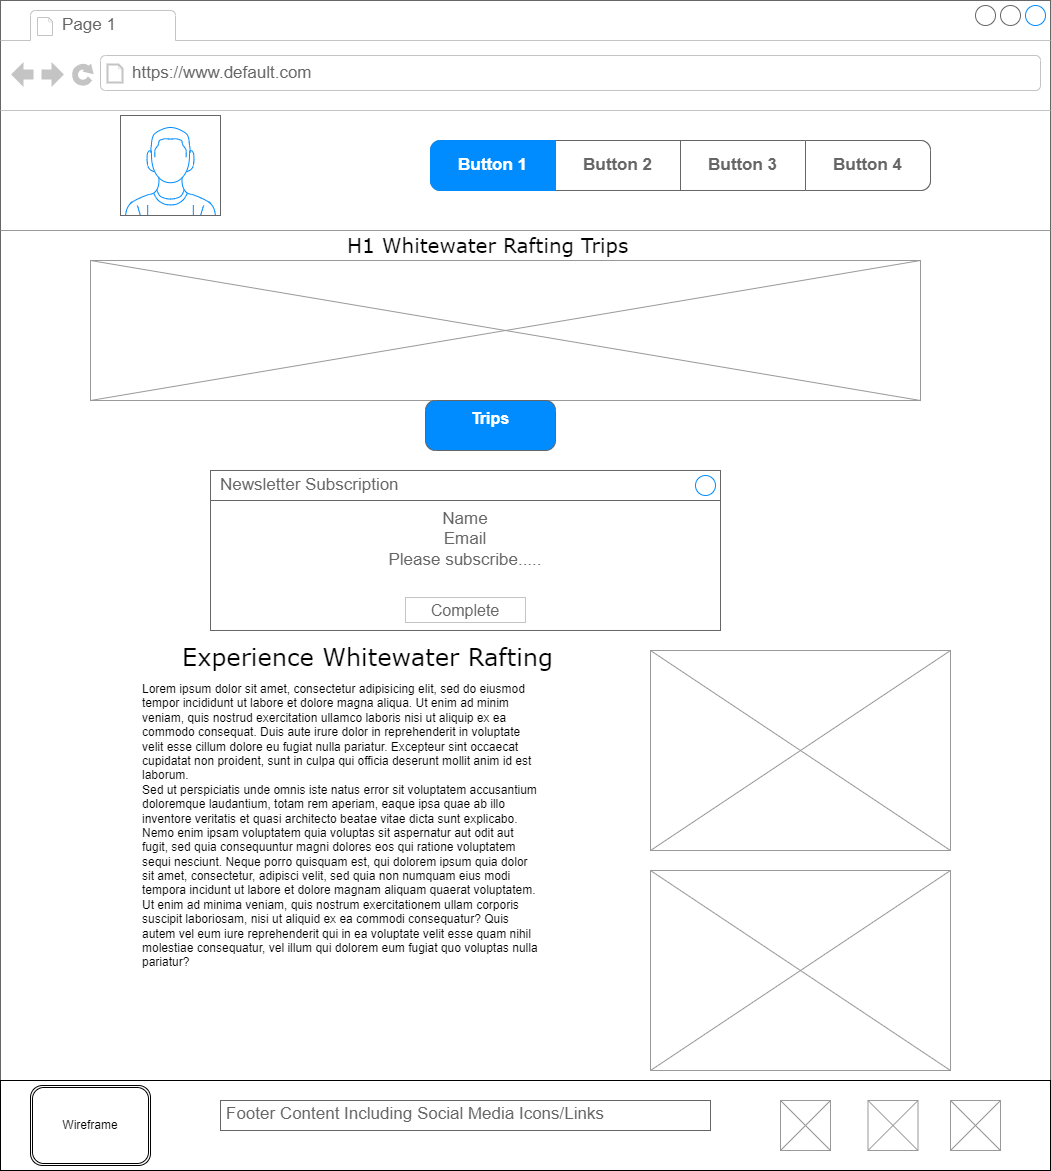 Page 1
https://www.default.com
Button 1 Button 2 Button 3 Button 4
H1 Whitewater Rafting Trips
Trips
Newsletter Subscription
Name
Email
Please subscribe.....
Complete
Experience Whitewater Rafting
Lorem ipsum dolor sit amet, consectetur adipisicing elit, sed do eiusmod
tempor incididunt ut labore et dolore magna aliqua. Ut enim ad minim
veniam, quis nostrud exercitation ullamco laboris nisi ut aliquip ex ea
commodo consequat. Duis aute irure dolor in reprehenderit in voluptate
velit esse cillum dolore eu fugiat nulla pariatur. Excepteur sint occaecat
cupidatat non proident, sunt in culpa qui officia deserunt mollit anim id est
laborum.
Sed ut perspiciatis unde omnis iste natus error sit voluptatem accusantium
doloremque laudantium, totam rem aperiam, eaque ipsa quae ab illo
inventore veritatis et quasi architecto beatae vitae dicta sunt explicabo.
Nemo enim ipsam voluptatem quia voluptas sit aspernatur aut odit aut
fugit, sed quia consequuntur magni dolores eos qui ratione voluptatem
sequi nesciunt. Neque porro quisquam est, qui dolorem ipsum quia dolor
sit amet, consectetur, adipisci velit, sed quia non numquam eius modi
tempora incidunt ut labore et dolore magnam aliquam quaerat voluptatem.
Ut enim ad minima veniam, quis nostrum exercitationem ullam corporis
suscipit laboriosam, nisi ut aliquid ex ea commodi consequatur? Quis
autem vel eum iure reprehenderit qui in ea voluptate velit esse quam nihil
molestiae consequatur, vel illum qui dolorem eum fugiat quo voluptas nulla
pariatur?
Wireframe
Footer Content Including Social Media Icons/Links